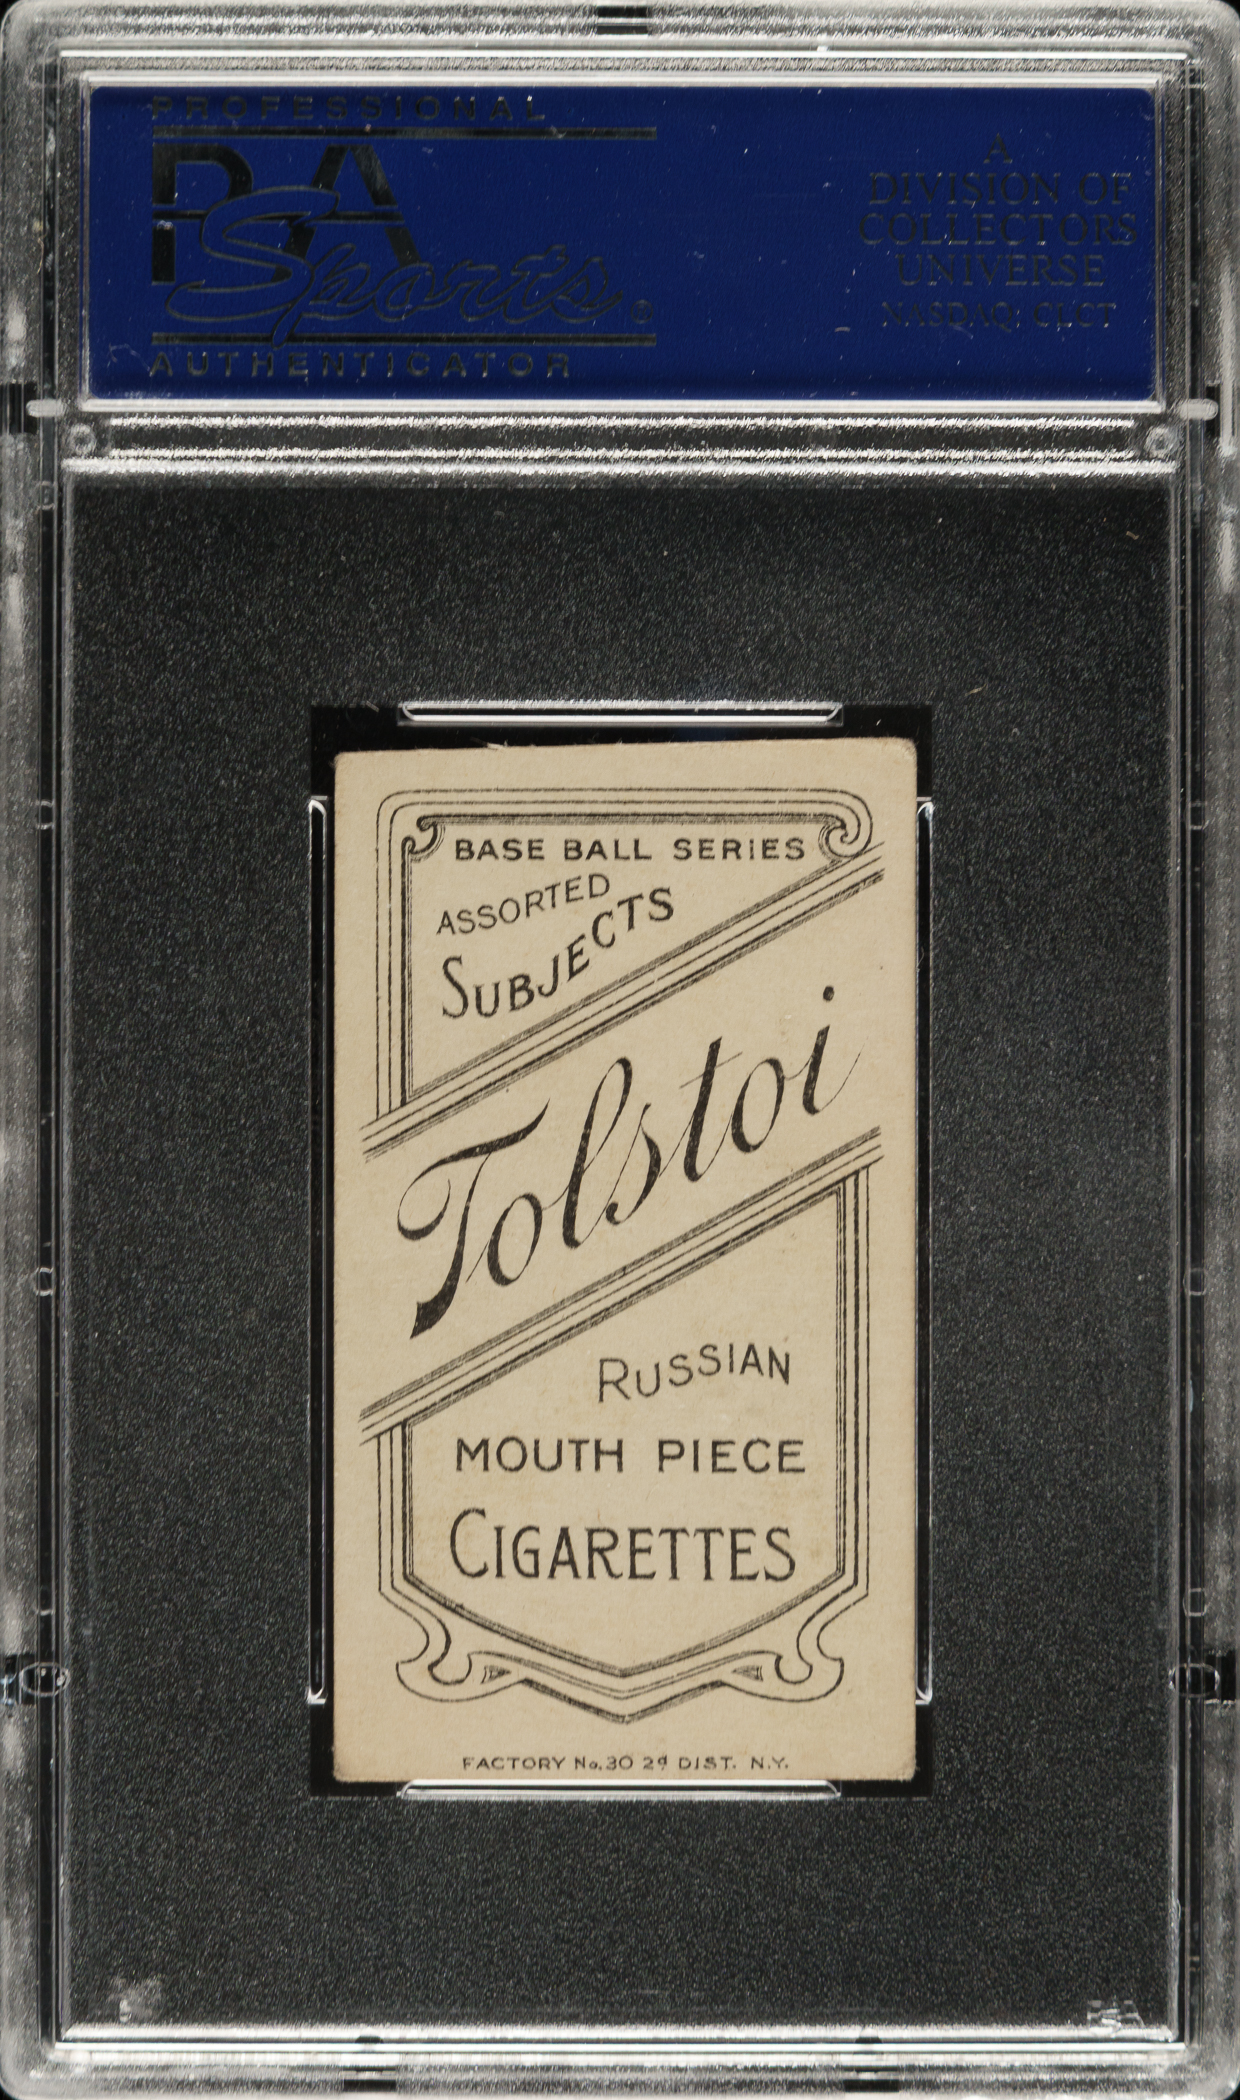 PROFESSIONAL
PSA
Sports®
AUTHENTICATOR
A
DIVISION OF
COLLECTORS
UNIVERSE
NASDAQ: CLCT
BASE BALL SERIES
ASSORTED
SUBJECTS
Tolstoi
RUSSIAN
MOUTH PIECE
CIGARETTES
FACTORY No. 30 2d DIST. N.Y.
PSA